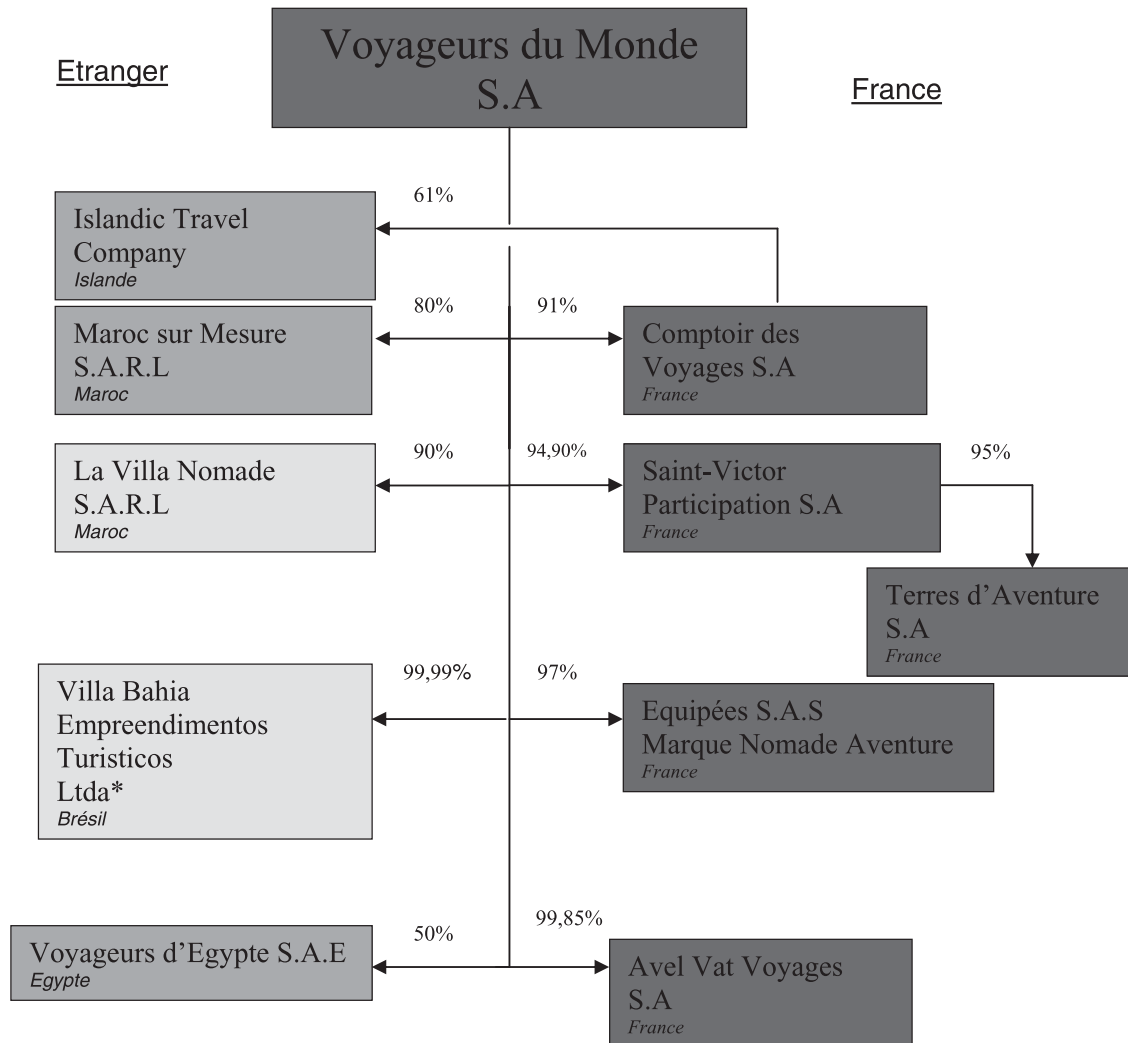 Voyageurs du Monde
S.A
Etranger
France
61%
Islandic Travel
Company
Islande
80%
91%
Maroc sur Mesure
S.A.R.L
Maroc
Comptoir des
Voyages S.A
France
90%
94,90%
95%
La Villa Nomade
S.A.R.L
Maroc
Saint-Victor
Participation S.A
France
Terres d’Aventure
S.A
France
99,99%
97%
Villa Bahia
Empreendimentos
Turisticos
Ltda*
Brésil
Equipées S.A.S
Marque Nomade Aventure
France
50%
99,85%
Voyageurs d’Egypte S.A.E
Egypte
Avel Vat Voyages
S.A
France